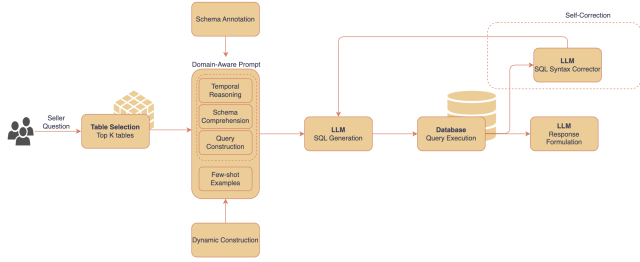 Schema Annotation
Self-Correction
Domain-Aware Prompt
LLM
SQL Syntax Corrector
Temporal
Reasoning
Seller
Question
Table Selection
Top K tables
Schema
Comprehension
Query
Construction
LLM
SQL Generation
Database
Query Execution
LLM
Response
Formulation
Few-shot
Examples
Dynamic Construction